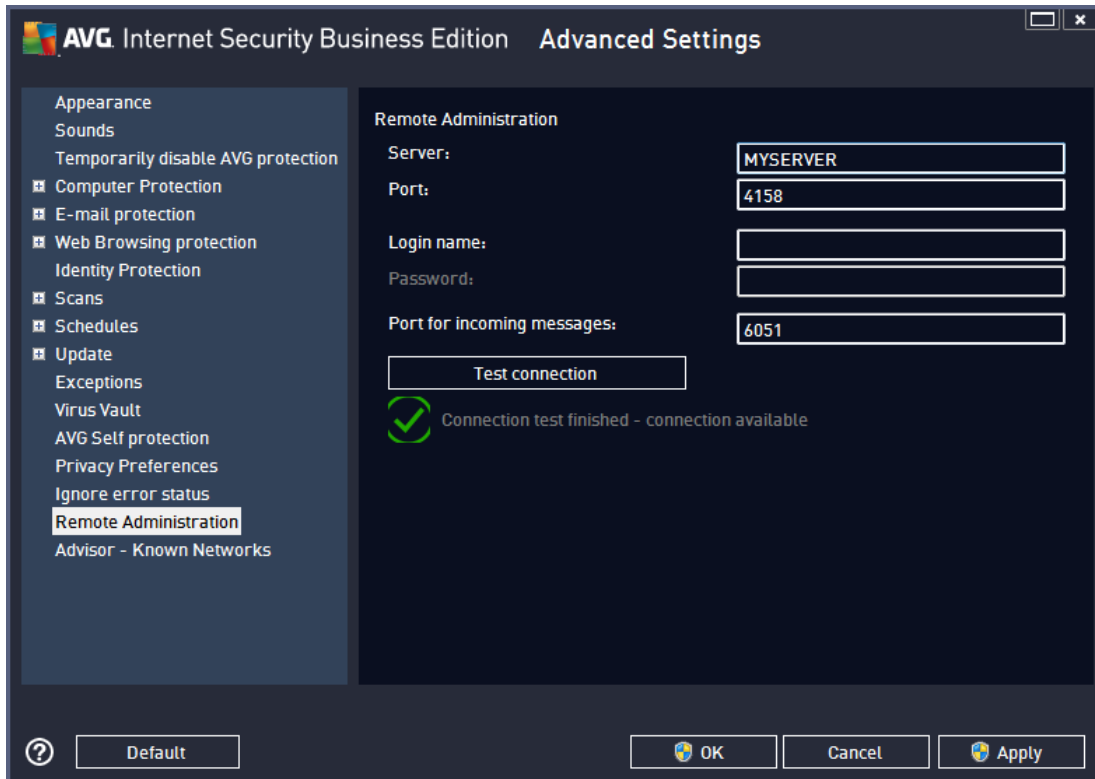 AVG. Internet Security Business Edition Advanced Settings
Appearance
Sounds
Temporarily disable AVG protection
Computer Protection
E-mail protection
Web Browsing protection
Identity Protection
Scans
Schedules
Update
Exceptions
Virus Vault
AVG Self protection
Privacy Preferences
Ignore error status
Remote Administration
Advisor - Known Networks
Remote Administration
Server: MYSERVER
Port: 4158
Login name:
Password:
Port for incoming messages: 6051
Test connection
Connection test finished - connection available
? Default OK Cancel Apply